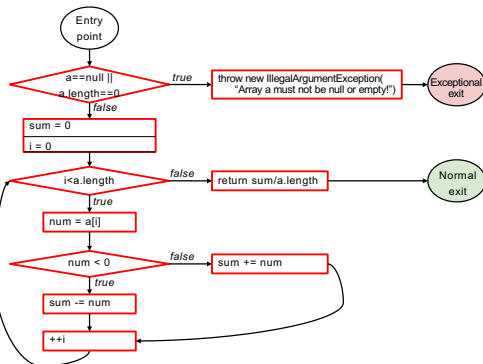 Entry
point
a==null ||
a.length==0
true
throw new IllegalArgumentException(
"Array a must not be null or empty!")
Exceptional
exit
false
sum = 0
i = 0
i<a.length
false
return sum/a.length
Normal
exit
true
num = a[i]
num < 0
false
sum += num
true
sum -= num
++i